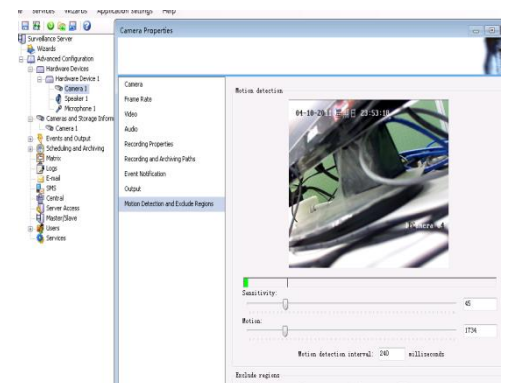 Services Wizards Application Settings Help
Surveillance Server
Wizards
Advanced Configuration
Hardware Devices
Hardware Device 1
Camera 1
Speaker 1
Microphone 1
Cameras and Storage Inform
Camera 1
Events and Output
Scheduling and Archiving
Matrix
Logs
E-mail
SMS
Central
Server Access
Master/Slave
Users
Services
Camera Properties
Camera
Frame Rate
Video
Audio
Recording Properties
Recording and Archiving Paths
Event Notification
Output
Motion Detection and Exclude Regions
Motion detection
Sensitivity:
45
Motion:
1734
Motion detection interval: 240 milliseconds
Exclude regions